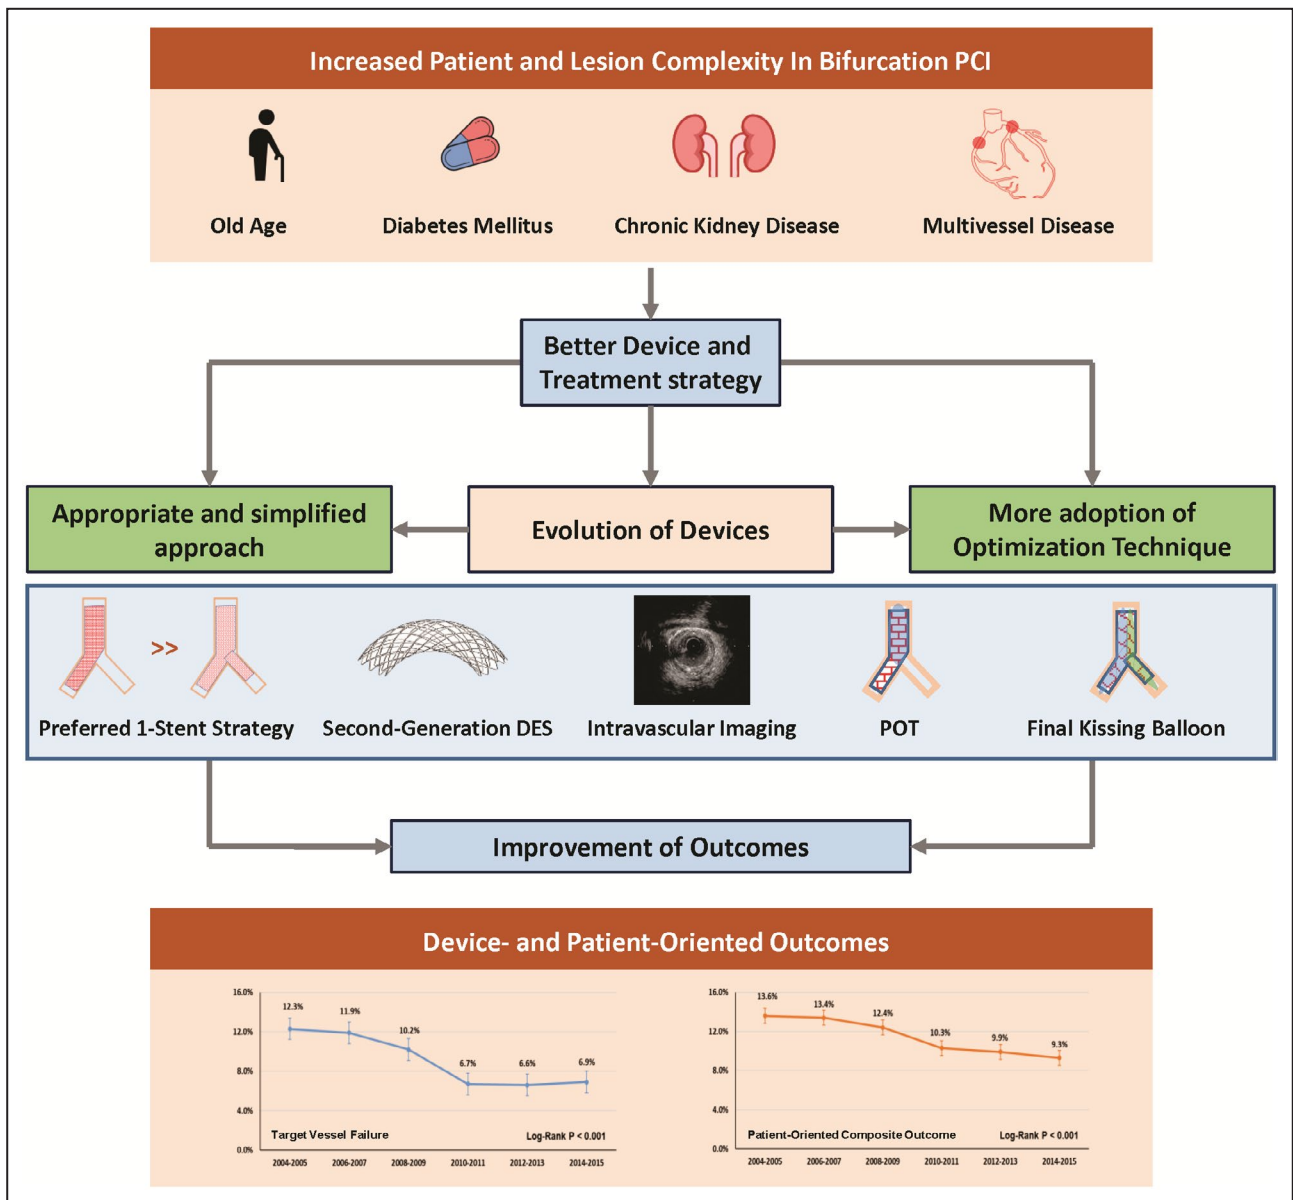 Increased Patient and Lesion Complexity In Bifurcation PCI
Old Age
Diabetes Mellitus
Chronic Kidney Disease
Multivessel Disease
Better Device and
Treatment strategy
Appropriate and simplified
approach
Evolution of Devices
More adoption of
Optimization Technique
>>
Preferred 1-Stent Strategy
Second-Generation DES
Intravascular Imaging
POT
Final Kissing Balloon
Improvement of Outcomes
Device- and Patient-Oriented Outcomes
16.0%
12.0%
8.0%
4.0%
0.0%
12.3%
11.9%
10.2%
6.7%
6.6%
6.9%
Target Vessel Failure
Log-Rank P < 0.001
2004-2005
2006-2007
2008-2009
2010-2011
2012-2013
2014-2015
16.0%
12.0%
8.0%
4.0%
0.0%
13.6%
13.4%
12.4%
10.3%
9.9%
9.3%
Patient-Oriented Composite Outcome
Log-Rank P < 0.001
2004-2005
2006-2007
2008-2009
2010-2011
2012-2013
2014-2015